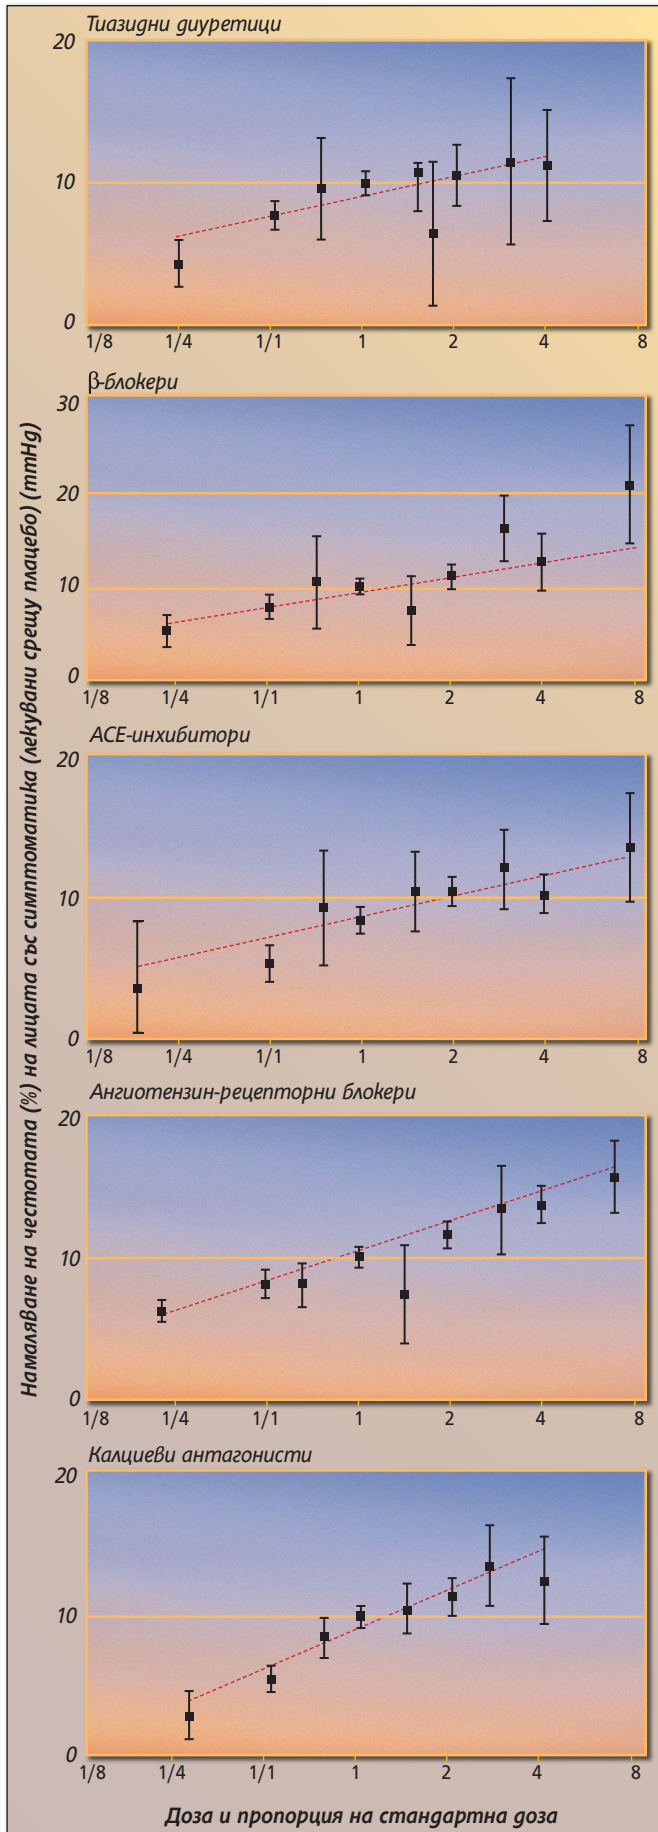 Тиазидни диуретици
20
10
0
1/8 1/4 1/1 1 2 4 8
β-блокери
30
20
10
0
1/8 1/4 1/1 1 2 4 8
АСЕ-инхибитори
20
10
0
1/8 1/4 1/1 1 2 4 8
Ангиотензин-рецепторни блокери
20
10
0
1/8 1/4 1/1 1 2 4 8
Калциеви антагонисти
20
10
0
1/8 1/4 1/1 1 2 4 8
Намаляване на честотата (%) на лицата със симптоматика (лекувани срещу плацебо) (mmHg)
Доза и пропорция на стандартна доза